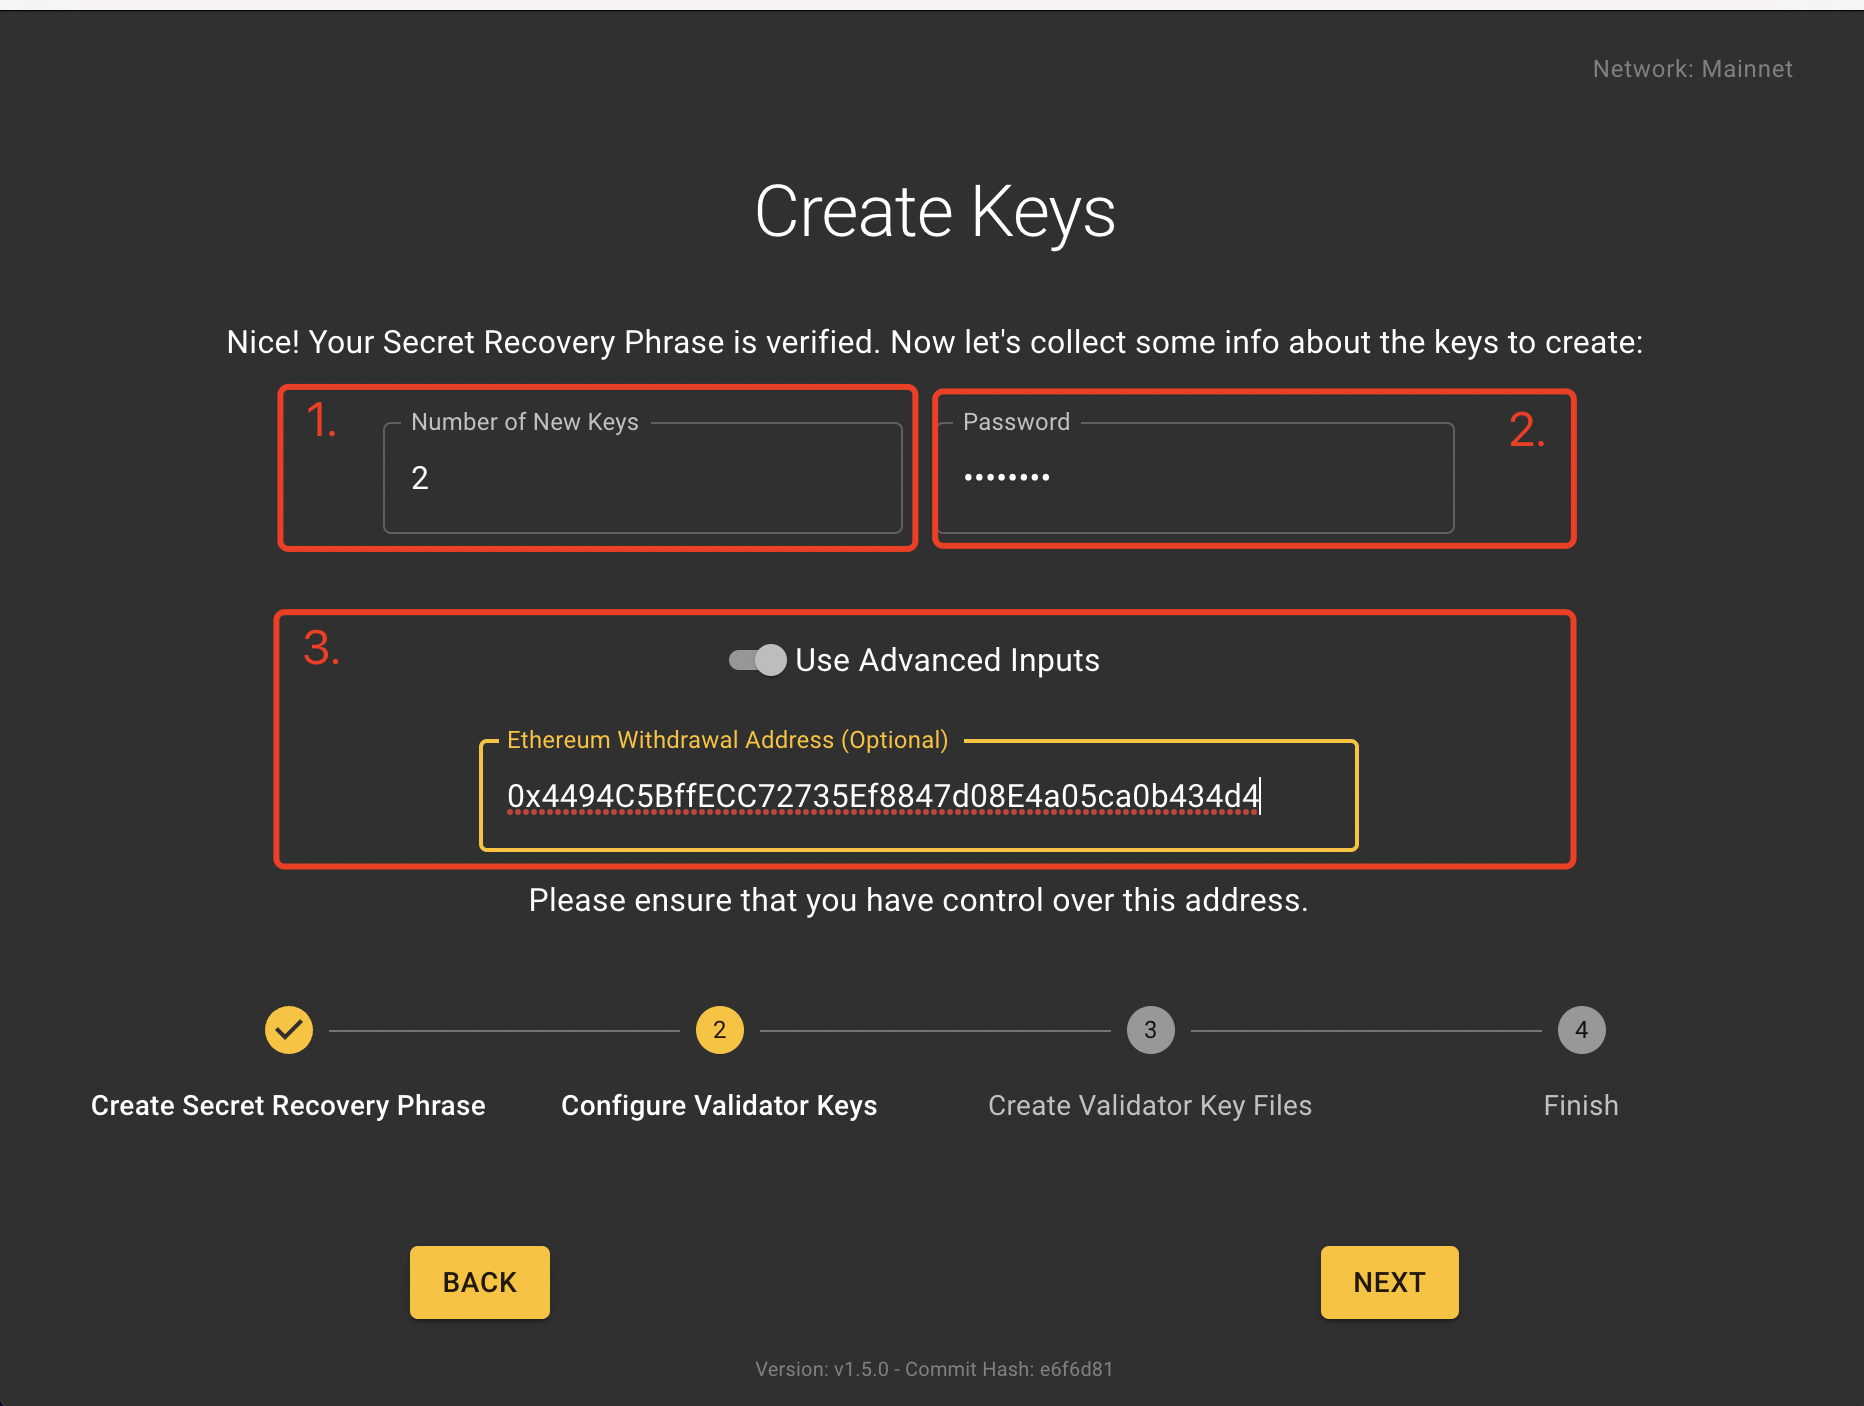 Network: Mainnet
Create Keys
Nice! Your Secret Recovery Phrase is verified. Now let's collect some info about the keys to create:
1.
Number of New Keys
2
Password
••••••••
2.
3.
Use Advanced Inputs
Ethereum Withdrawal Address (Optional)
0x4494C5BffECC72735Ef8847d08E4a05ca0b434d4
Please ensure that you have control over this address.
2
3
4
Create Secret Recovery Phrase
Configure Validator Keys
Create Validator Key Files
Finish
BACK
NEXT
Version: v1.5.0 - Commit Hash: e6f6d81